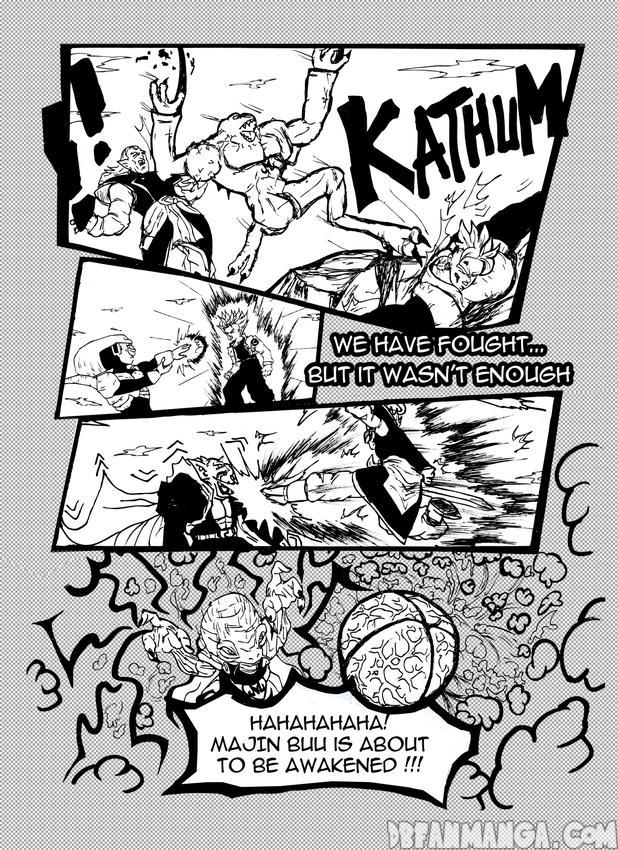 !
KATHUM
WE HAVE FOUGHT...
BUT IT WASN'T ENOUGH
HAHAHAHAHA!
MAJIN BUU IS ABOUT
TO BE AWAKENED !!!
DBFANMANGA.COM